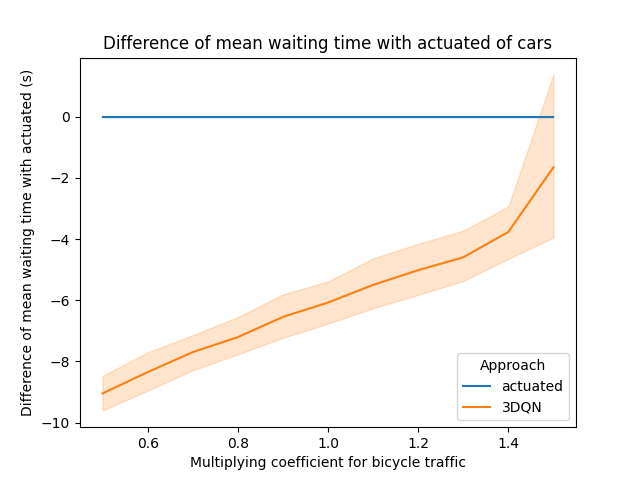 Difference of mean waiting time with actuated of cars
Difference of mean waiting time with actuated (s)
0
−2
−4
−6
−8
−10
0.6
0.8
1.0
1.2
1.4
Multiplying coefficient for bicycle traffic
Approach
actuated
3DQN